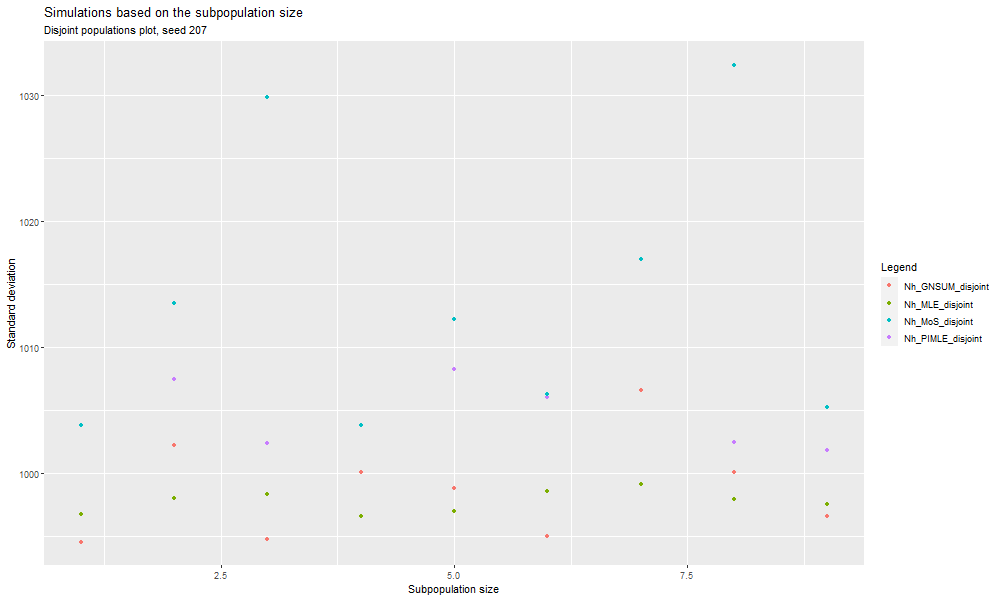 Simulations based on the subpopulation size
Disjoint populations plot, seed 207
1030
1020
1010
1000
Standard deviation
2.5
5.0
7.5
Subpopulation size
Legend
Nh_GNSUM_disjoint
Nh_MLE_disjoint
Nh_MoS_disjoint
Nh_PIMLE_disjoint